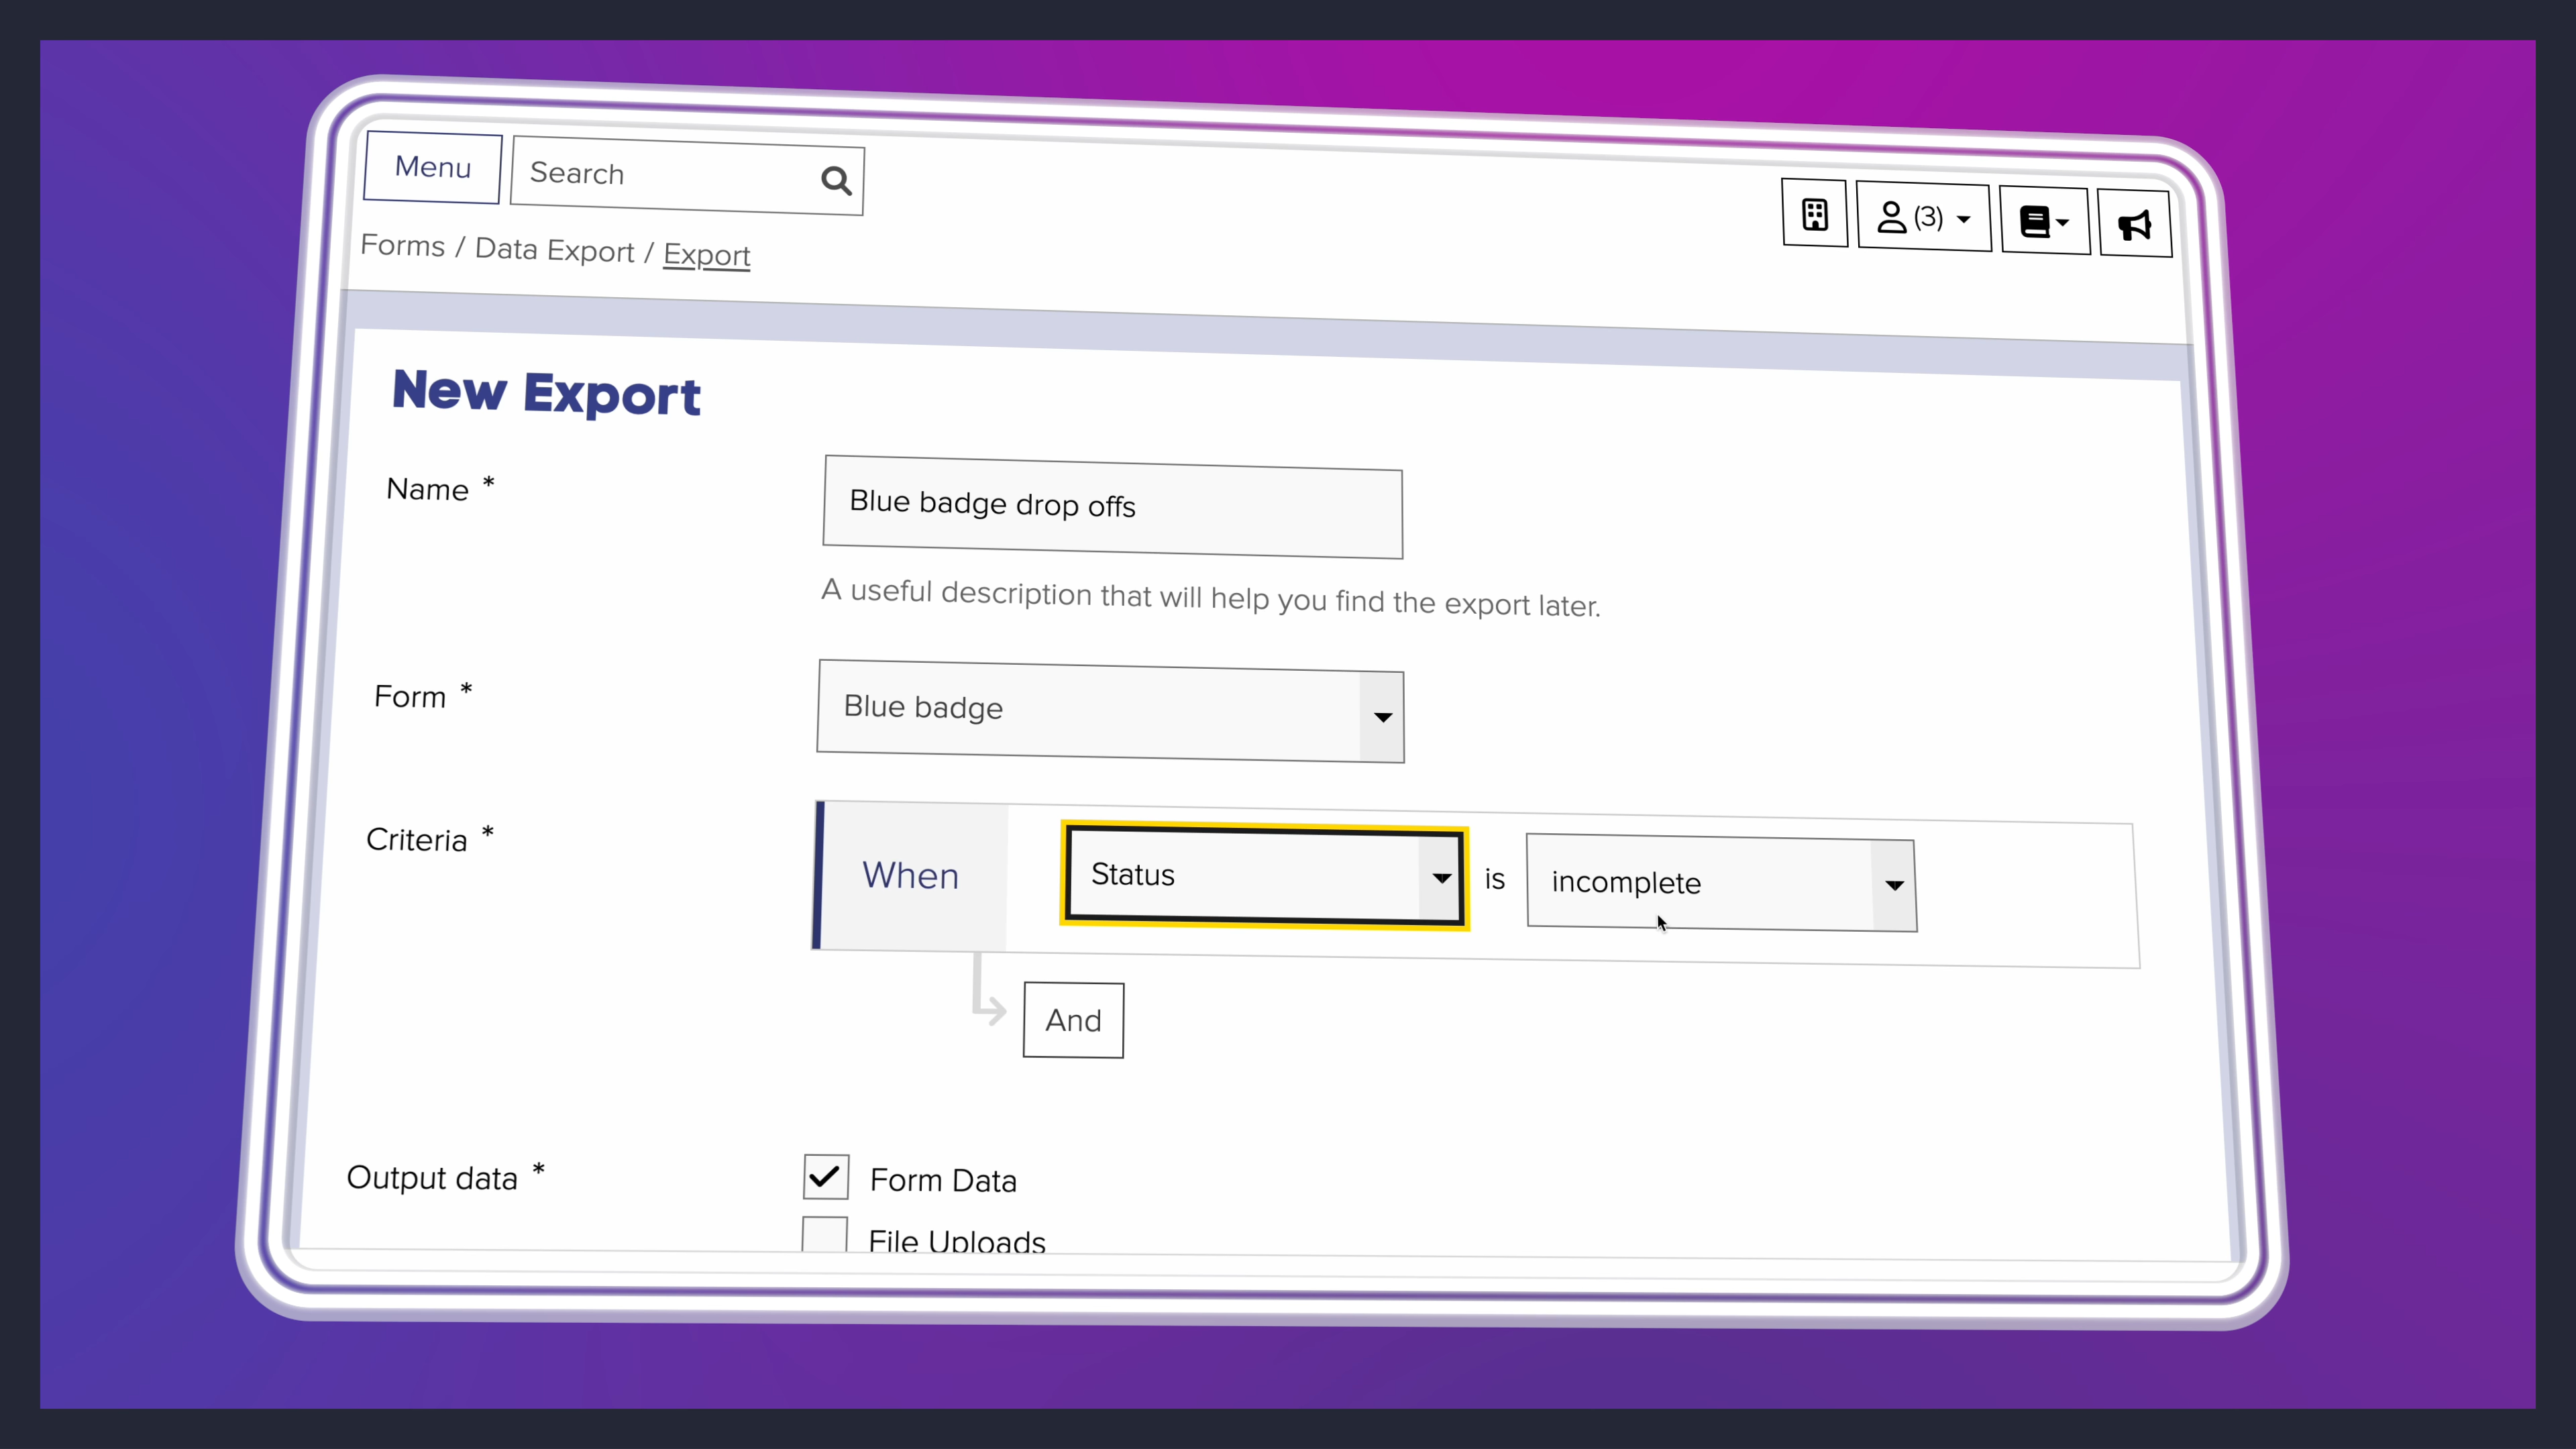 Menu
Search
(3)
Forms / Data Export / Export
New Export
Name *
Blue badge drop offs
A useful description that will help you find the export later.
Form *
Blue badge
Criteria *
When
Status
is
incomplete
And
Output data *
Form Data
File Uploads